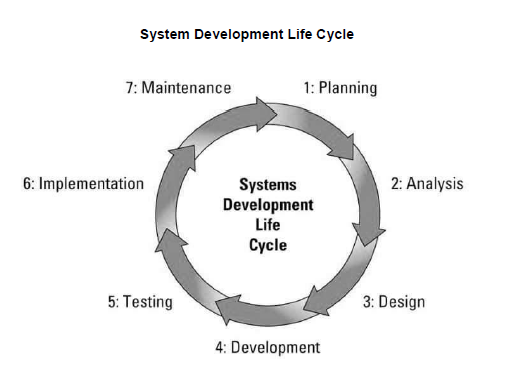 System Development Life Cycle
7: Maintenance
1: Planning
6: Implementation
2: Analysis
Systems
Development
Life
Cycle
5: Testing
3: Design
4: Development